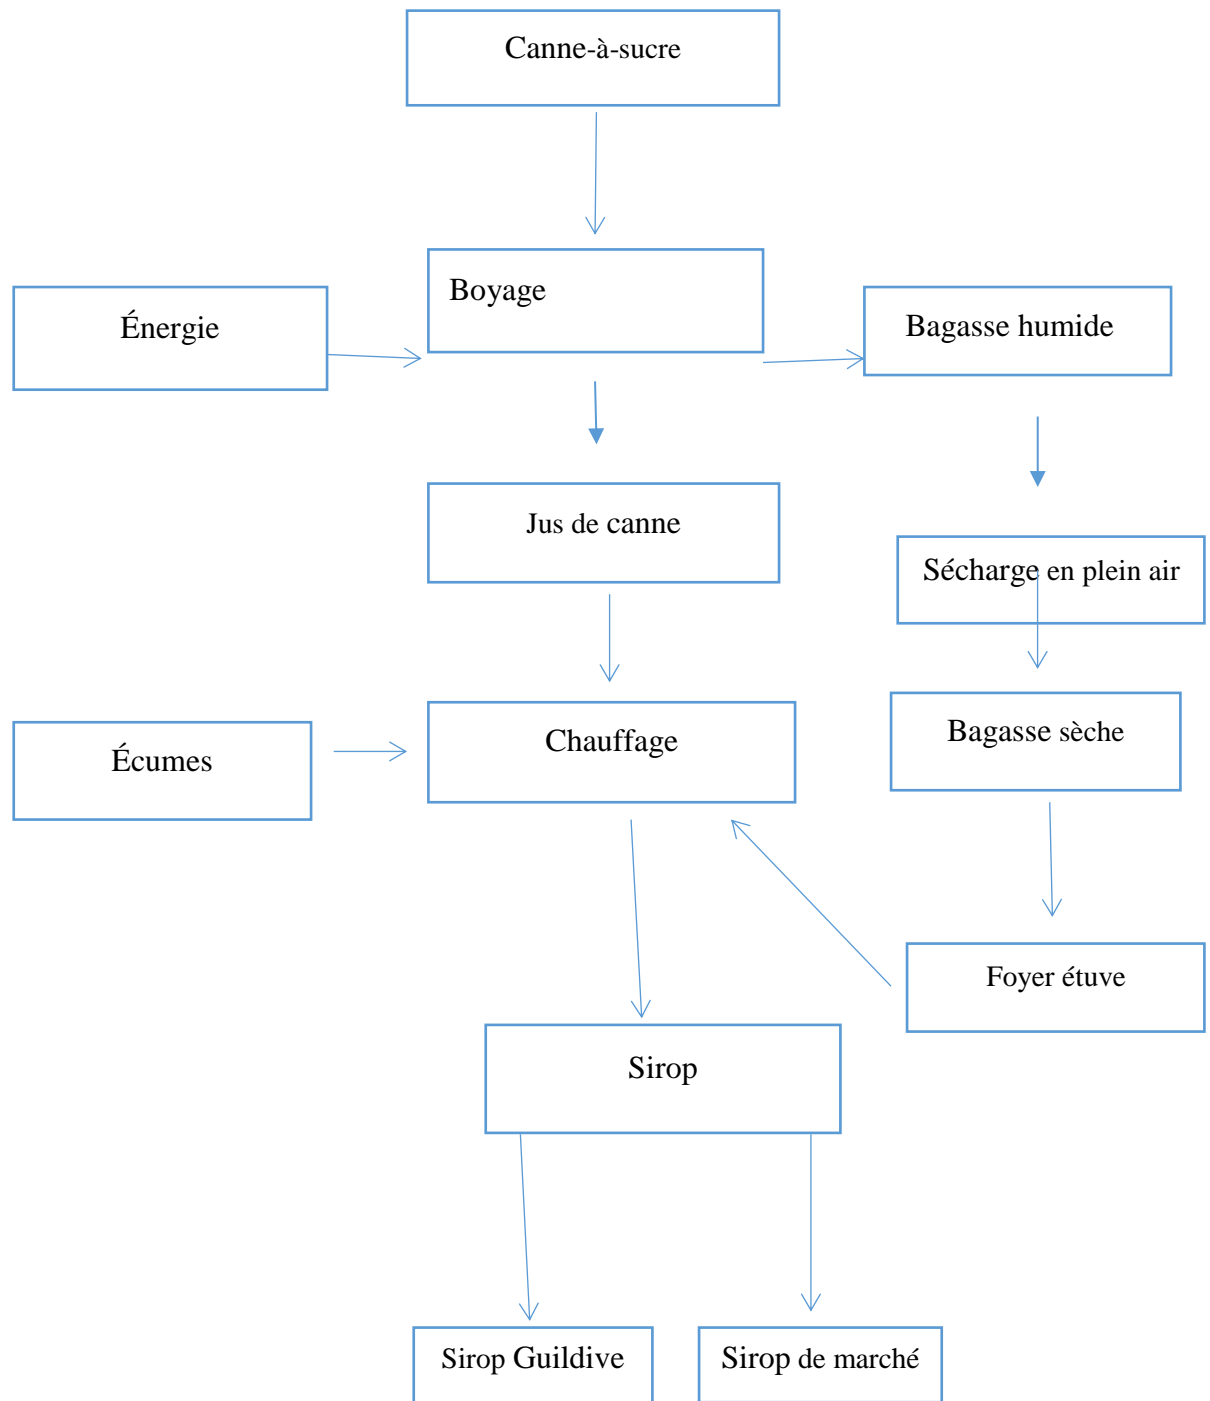 Canne-à-sucre
Boyage
Énergie
Bagasse humide
Jus de canne
Sécharge en plein air
Écumes
Chauffage
Bagasse sèche
Foyer étuve
Sirop
Sirop Guildive
Sirop de marché